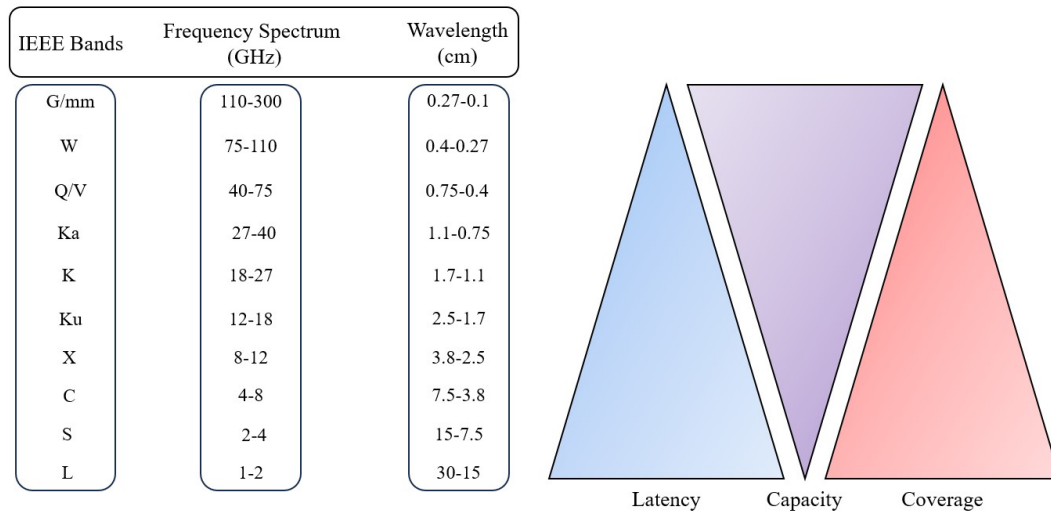 IEEE Bands Frequency Spectrum (GHz) Wavelength (cm)
G/mm 110-300 0.27-0.1
W 75-110 0.4-0.27
Q/V 40-75 0.75-0.4
Ka 27-40 1.1-0.75
K 18-27 1.7-1.1
Ku 12-18 2.5-1.7
X 8-12 3.8-2.5
C 4-8 7.5-3.8
S 2-4 15-7.5
L 1-2 30-15
Latency Capacity Coverage